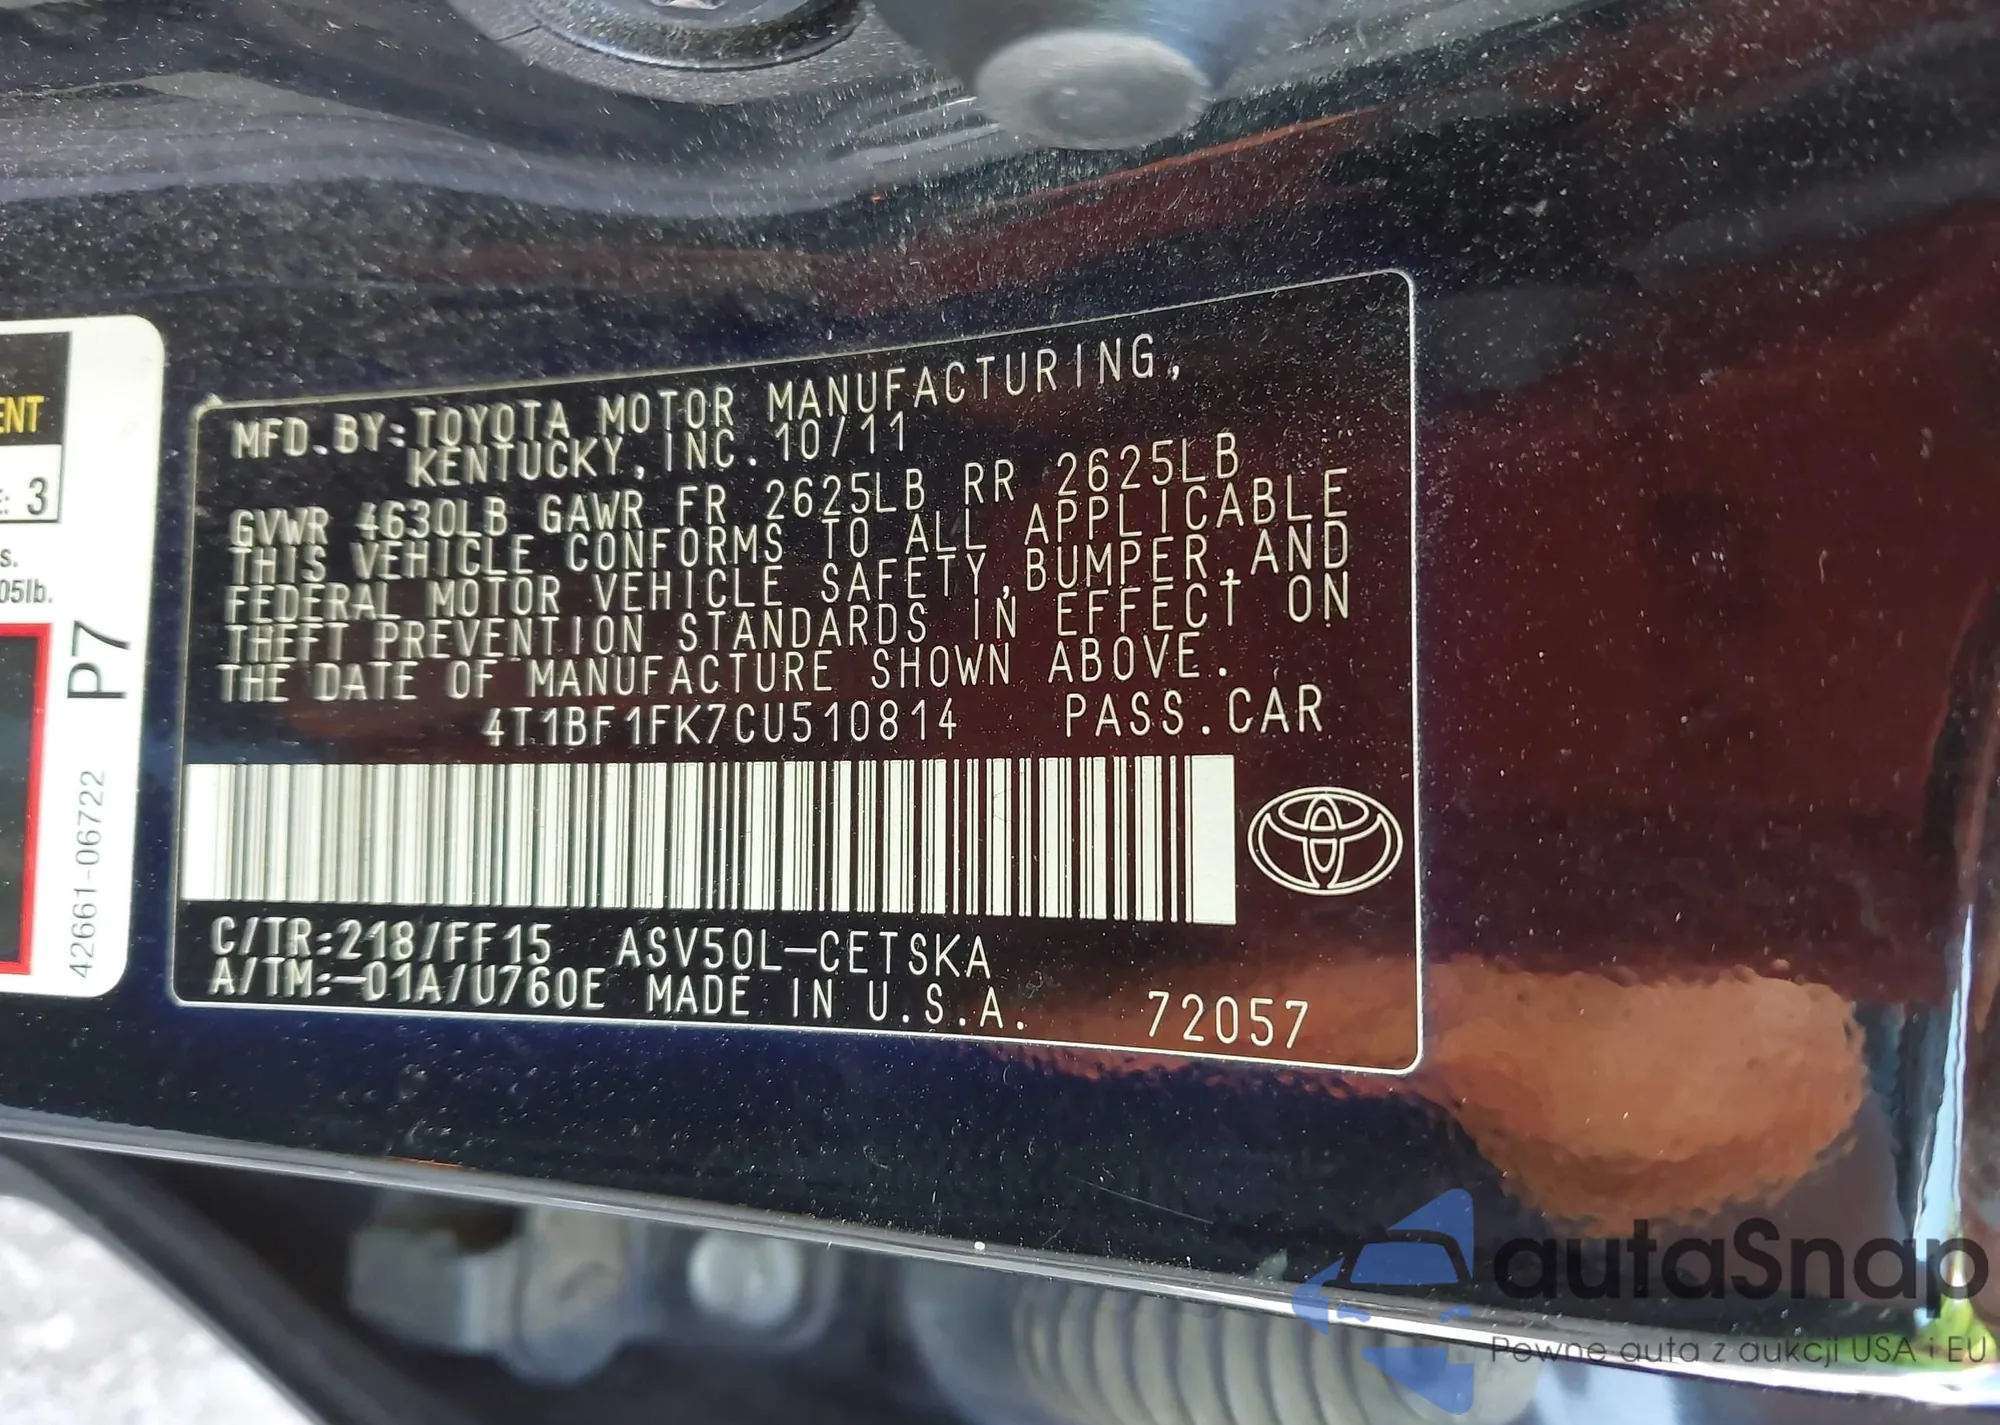 ENT
: 3
s.
05lb.
P7
42661-06722
MFD.BY:TOYOTA MOTOR MANUFACTURING,
KENTUCKY, INC. 10/11
GVWR 4630LB GAWR FR 2625LB RR 2625LB
THIS VEHICLE CONFORMS TO ALL APPLICABLE
FEDERAL MOTOR VEHICLE SAFETY,BUMPER,AND
THEFT PREVENTION STANDARDS IN EFFECT ON
THE DATE OF MANUFACTURE SHOWN ABOVE.
4T1BF1FK7CU510814 PASS.CAR
C/TR:218/FF15 ASV50L-CETSKA
A/TM:-01A/U760E MADE IN U.S.A. 72057
autaSnap
Pewne auta z aukcji USA i EU